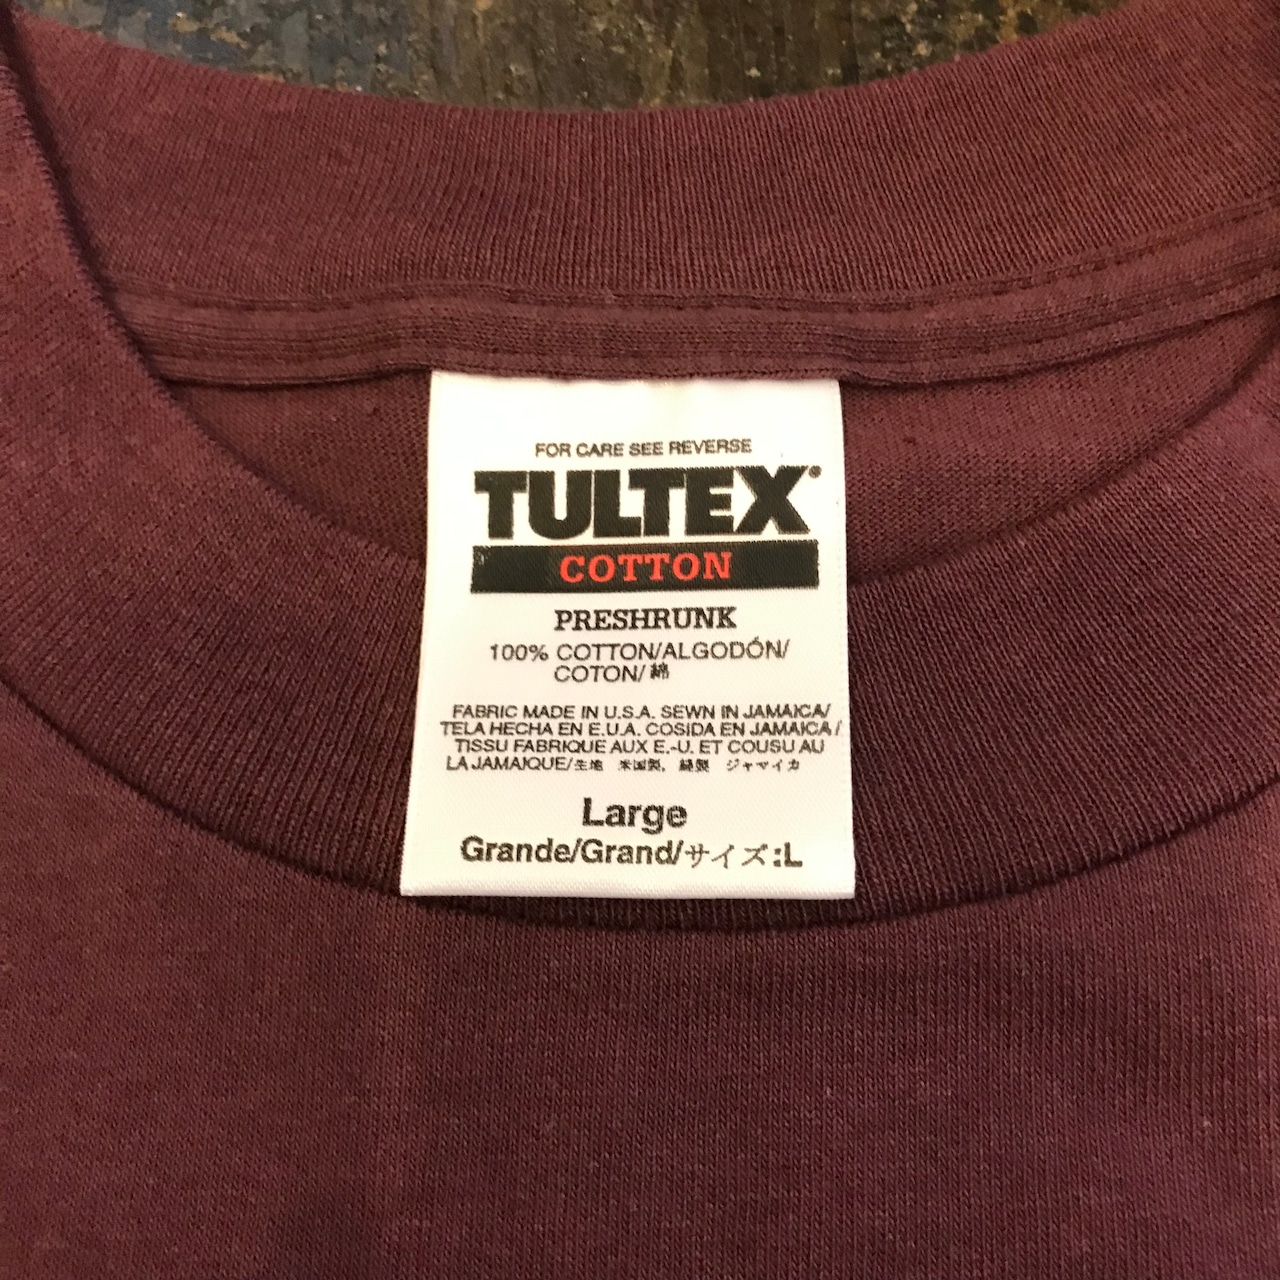 FOR CARE SEE REVERSE
TULTEX®
COTTON
PRESHRUNK
100% COTTON/ALGODÓN/
COTON/綿
FABRIC MADE IN U.S.A. SEWN IN JAMAICA/
TELA HECHA EN E.U.A. COSIDA EN JAMAICA/
TISSU FABRIQUE AUX E.-U. ET COUSU AU
LA JAMAIQUE/生地 米国製, 縫製 ジャマイカ
Large
Grande/Grand/サイズ:L